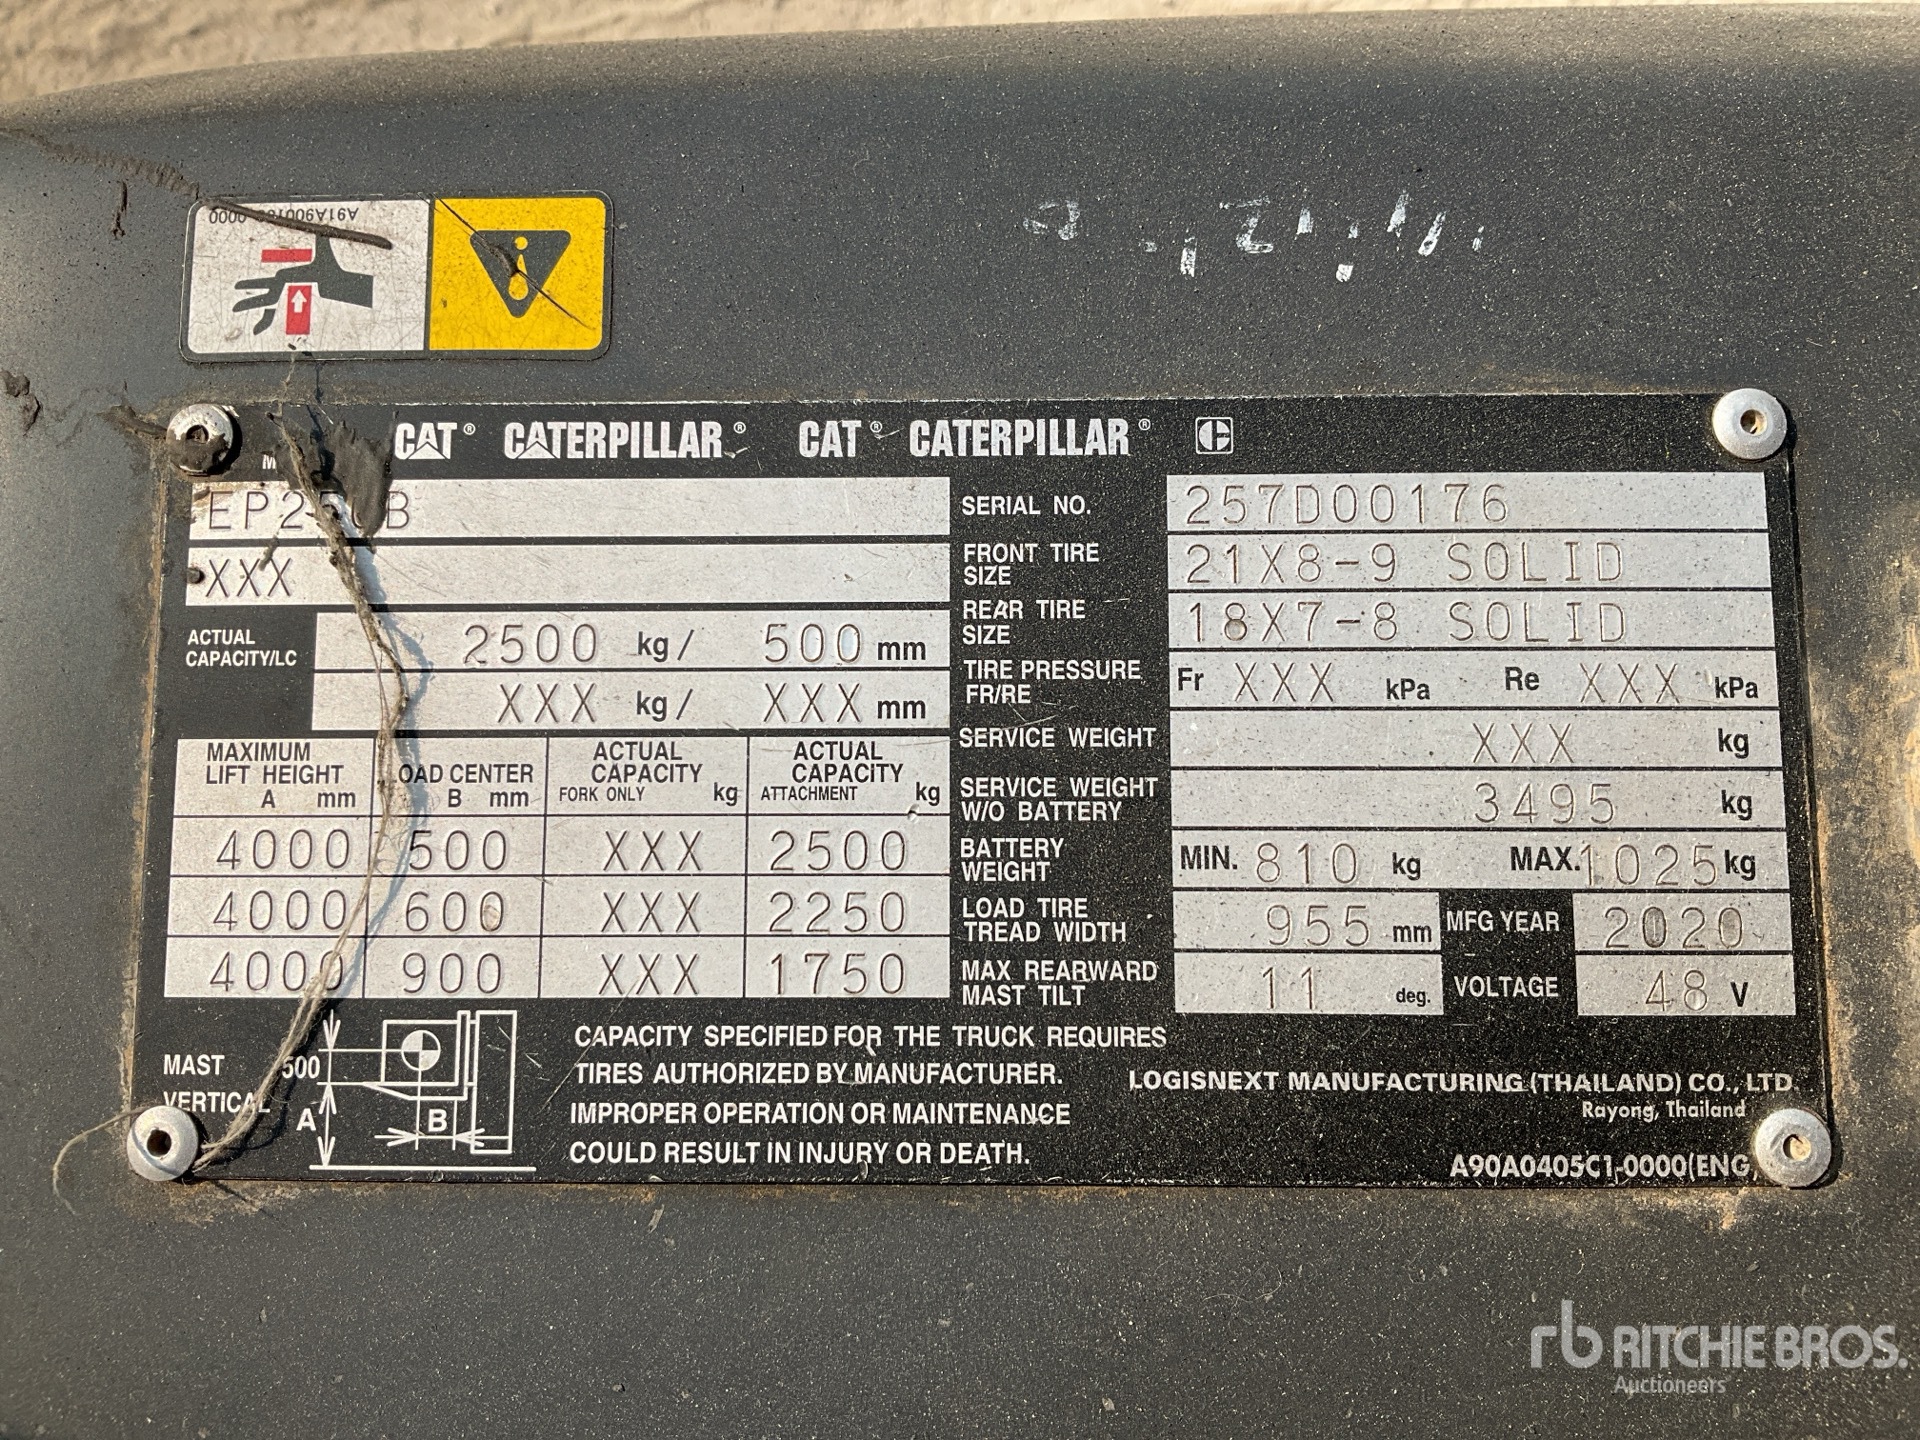 0000
CAT® CATERPILLAR® CAT® CATERPILLAR®
XXX
ACTUAL CAPACITY/LC 2500 kg / 500 mm
XXX kg / XXX mm
MAXIMUM LIFT HEIGHT A mm
CENTER B mm
ACTUAL CAPACITY FORK ONLY kg
ACTUAL CAPACITY ATTACHMENT kg
4000 500 XXX 2500
4000 600 XXX 2250
4000 900 XXX 1750
MAST VERTICAL
500
A
B
CAPACITY SPECIFIED FOR THE TRUCK REQUIRES
TIRES AUTHORIZED BY MANUFACTURER.
IMPROPER OPERATION OR MAINTENANCE
COULD RESULT IN INJURY OR DEATH.
SERIAL NO. 257D00176
FRONT TIRE SIZE 21X8-9 SOLID
REAR TIRE SIZE 18X7-8 SOLID
TIRE PRESSURE FR/RE Fr XXX kPa Re XXX kPa
SERVICE WEIGHT XXX kg
SERVICE WEIGHT W/O BATTERY 3495 kg
BATTERY WEIGHT MIN. 810 kg MAX. 1025 kg
LOAD TIRE TREAD WIDTH 955 mm MFG YEAR 2020
MAX REARWARD MAST TILT 11 deg. VOLTAGE 48 V
LOGISNEXT MANUFACTURING (THAILAND) CO., LTD.
Rayong, Thailand
A90A0405C1-0000(ENG)
rb RITCHIE BROS.
Auctioneers